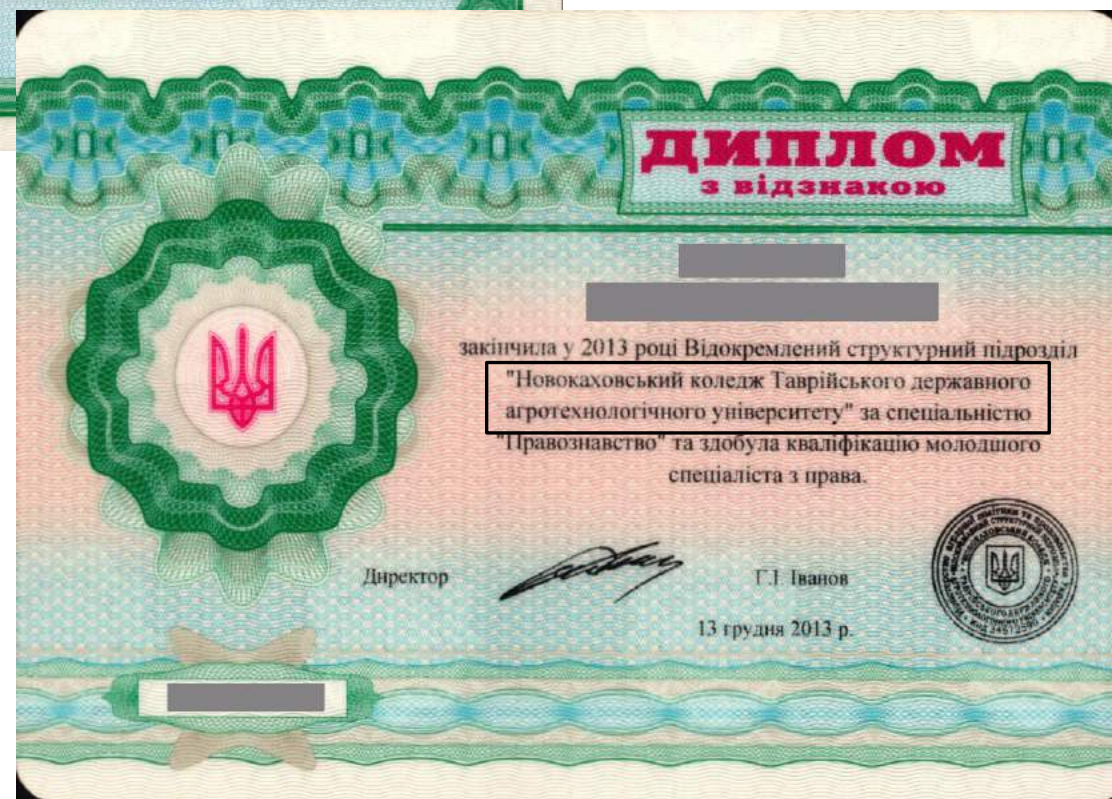 ДИПЛОМ
з відзнакою
закінчила у 2013 році Відокремлений структурний підрозділ
"Новокаховський коледж Таврійського державного
агротехнологічного університету" за спеціальністю
"Правознавство" та здобула кваліфікацію молодшого
спеціаліста з права.
Директор
Г.І. Іванов
13 грудня 2013 р.